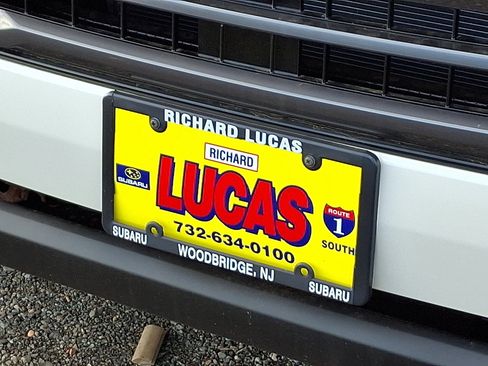 RICHARD LUCAS
RICHARD
SUBARU
LUCAS
ROUTE
1
SOUTH
732-634-0100
SUBARU
WOODBRIDGE, NJ
SUBARU